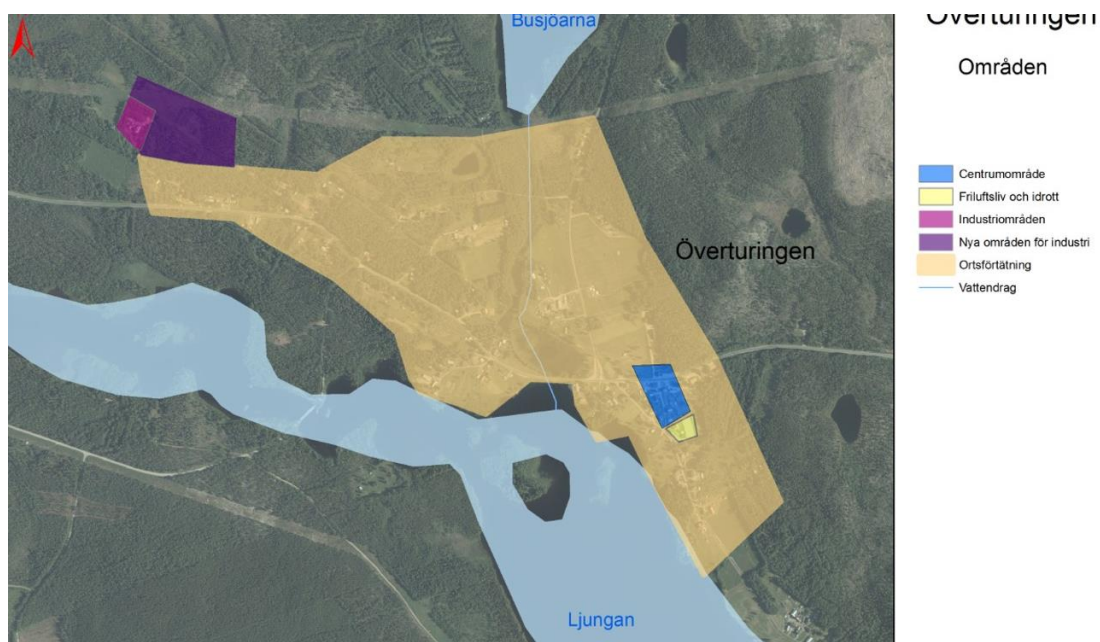 Busjöarna
Överturingen
Ljungan
Överturingen
Områden
Centrumområde
Friluftsliv och idrott
Industriområden
Nya områden för industri
Ortsförtätning
Vattendrag